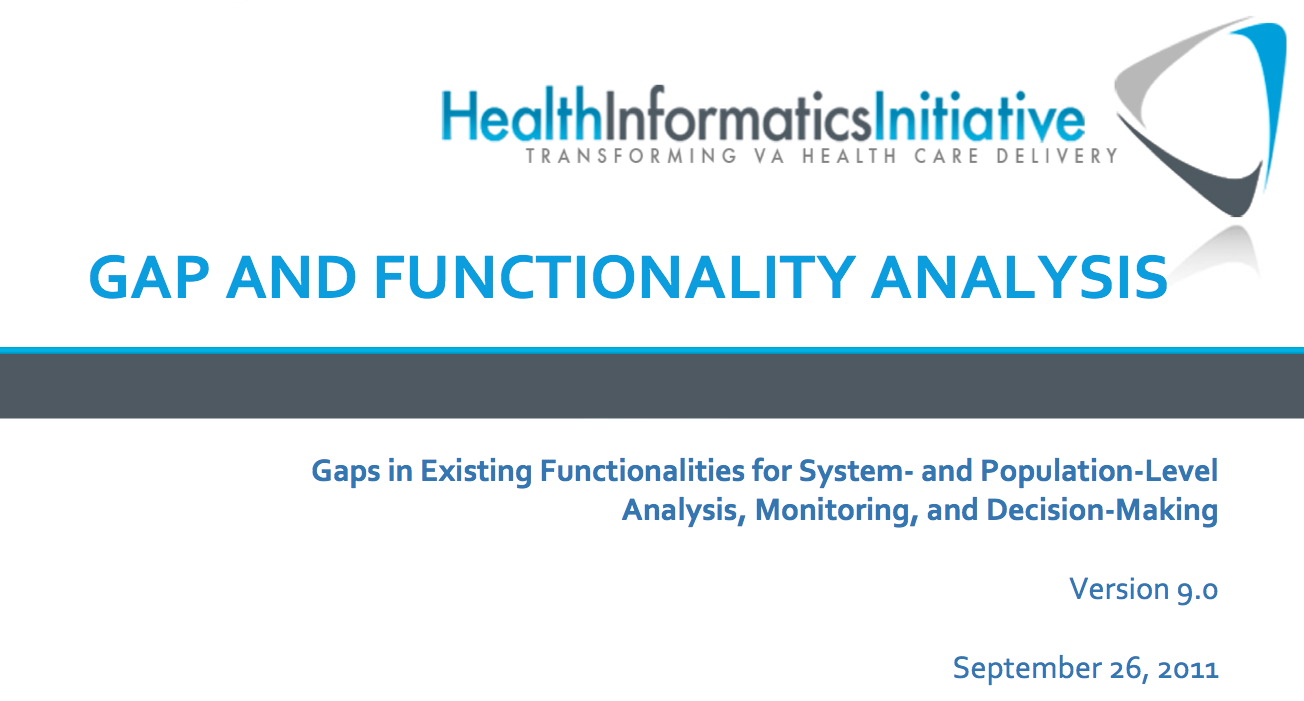 HealthInformaticsInitiative
TRANSFORMING VA HEALTH CARE DELIVERY
GAP AND FUNCTIONALITY ANALYSIS
Gaps in Existing Functionalities for System- and Population-Level
Analysis, Monitoring, and Decision-Making
Version 9.0
September 26, 2011